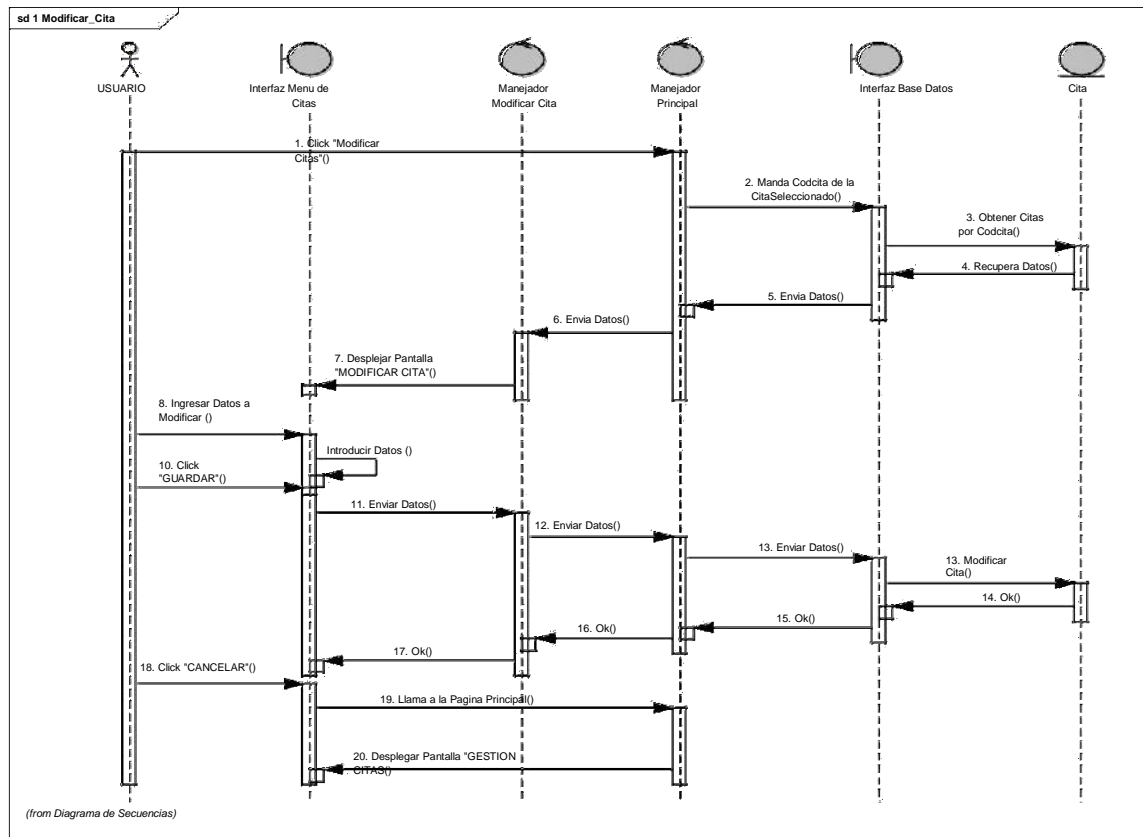 sd 1 Modificar_Cita
USUARIO
Interfaz Menu de
Citas
Manejador
Modificar Cita
Manejador
Principal
Interfaz Base Datos
Cita
1. Click "Modificar
Citas"()
2. Manda Codcita de la
CitaSeleccionado()
3. Obtener Citas
por Codcita()
4. Recupera Datos()
5. Envia Datos()
6. Envia Datos()
7. Desplejar Pantalla
"MODIFICAR CITA"()
8. Ingresar Datos a
Modificar ()
Introducir Datos ()
10. Click
"GUARDAR"()
11. Enviar Datos()
12. Enviar Datos()
13. Enviar Datos()
13. Modificar
Cita()
14. Ok()
15. Ok()
16. Ok()
17. Ok()
18. Click "CANCELAR"()
19. Llama a la Pagina Principal()
20. Desplegar Pantalla "GESTION
CITAS()
(from Diagrama de Secuencias)